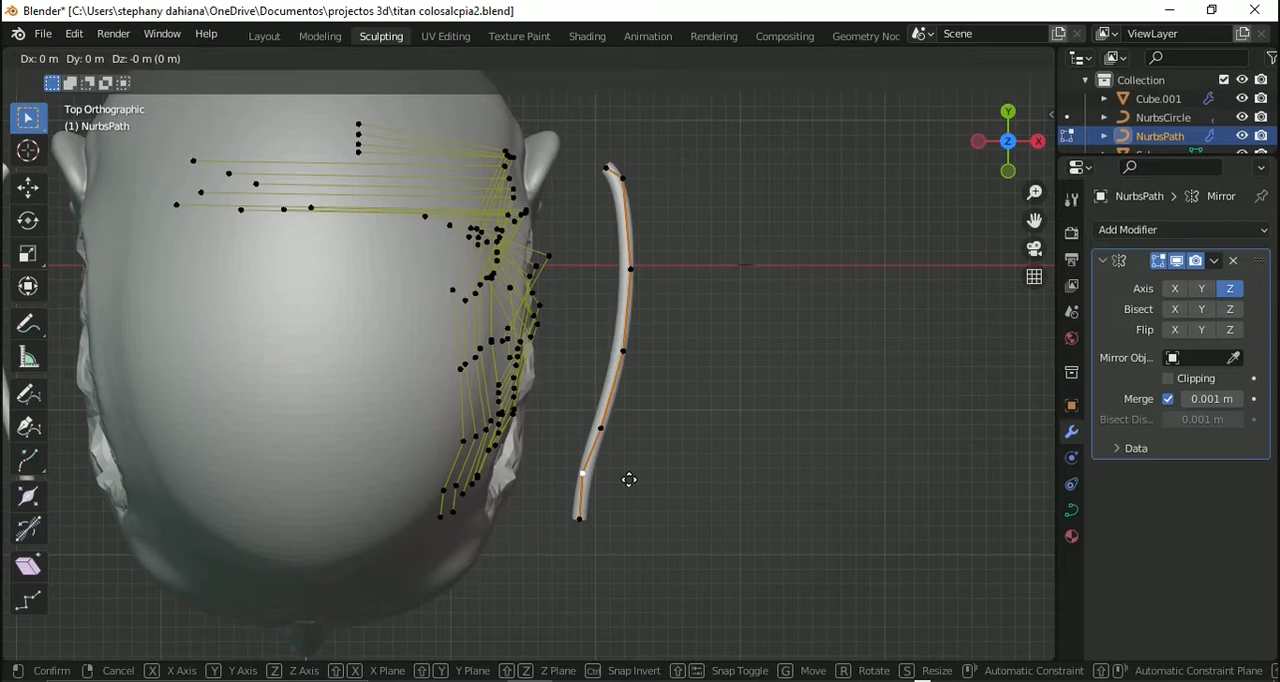 Blender* [C:\Users\stephany dahiana\OneDrive\Documentos\projectos 3d\titan colosalcpia2.blend]
File Edit Render Window Help Layout Modeling Sculpting UV Editing Texture Paint Shading Animation Rendering Compositing Geometry Noc Scene ViewLayer
Dx: 0 m Dy: 0 m Dz: -0 m (0 m)
Top Orthographic
(1) NurbsPath
Y
Z
X
Collection
Cube.001
NurbsCircle
NurbsPath
NurbsPath Mirror
Add Modifier
Axis X Y Z
Bisect X Y Z
Flip X Y Z
Mirror Obj...
Clipping
Merge 0.001 m
Bisect Dis... 0.001 m
Data
Confirm Cancel X X Axis Y Y Axis Z Z Axis X X Plane Y Y Plane Z Z Plane Ctrl Snap Invert Snap Toggle G Move R Rotate S Resize Automatic Constraint Automatic Constraint Plane